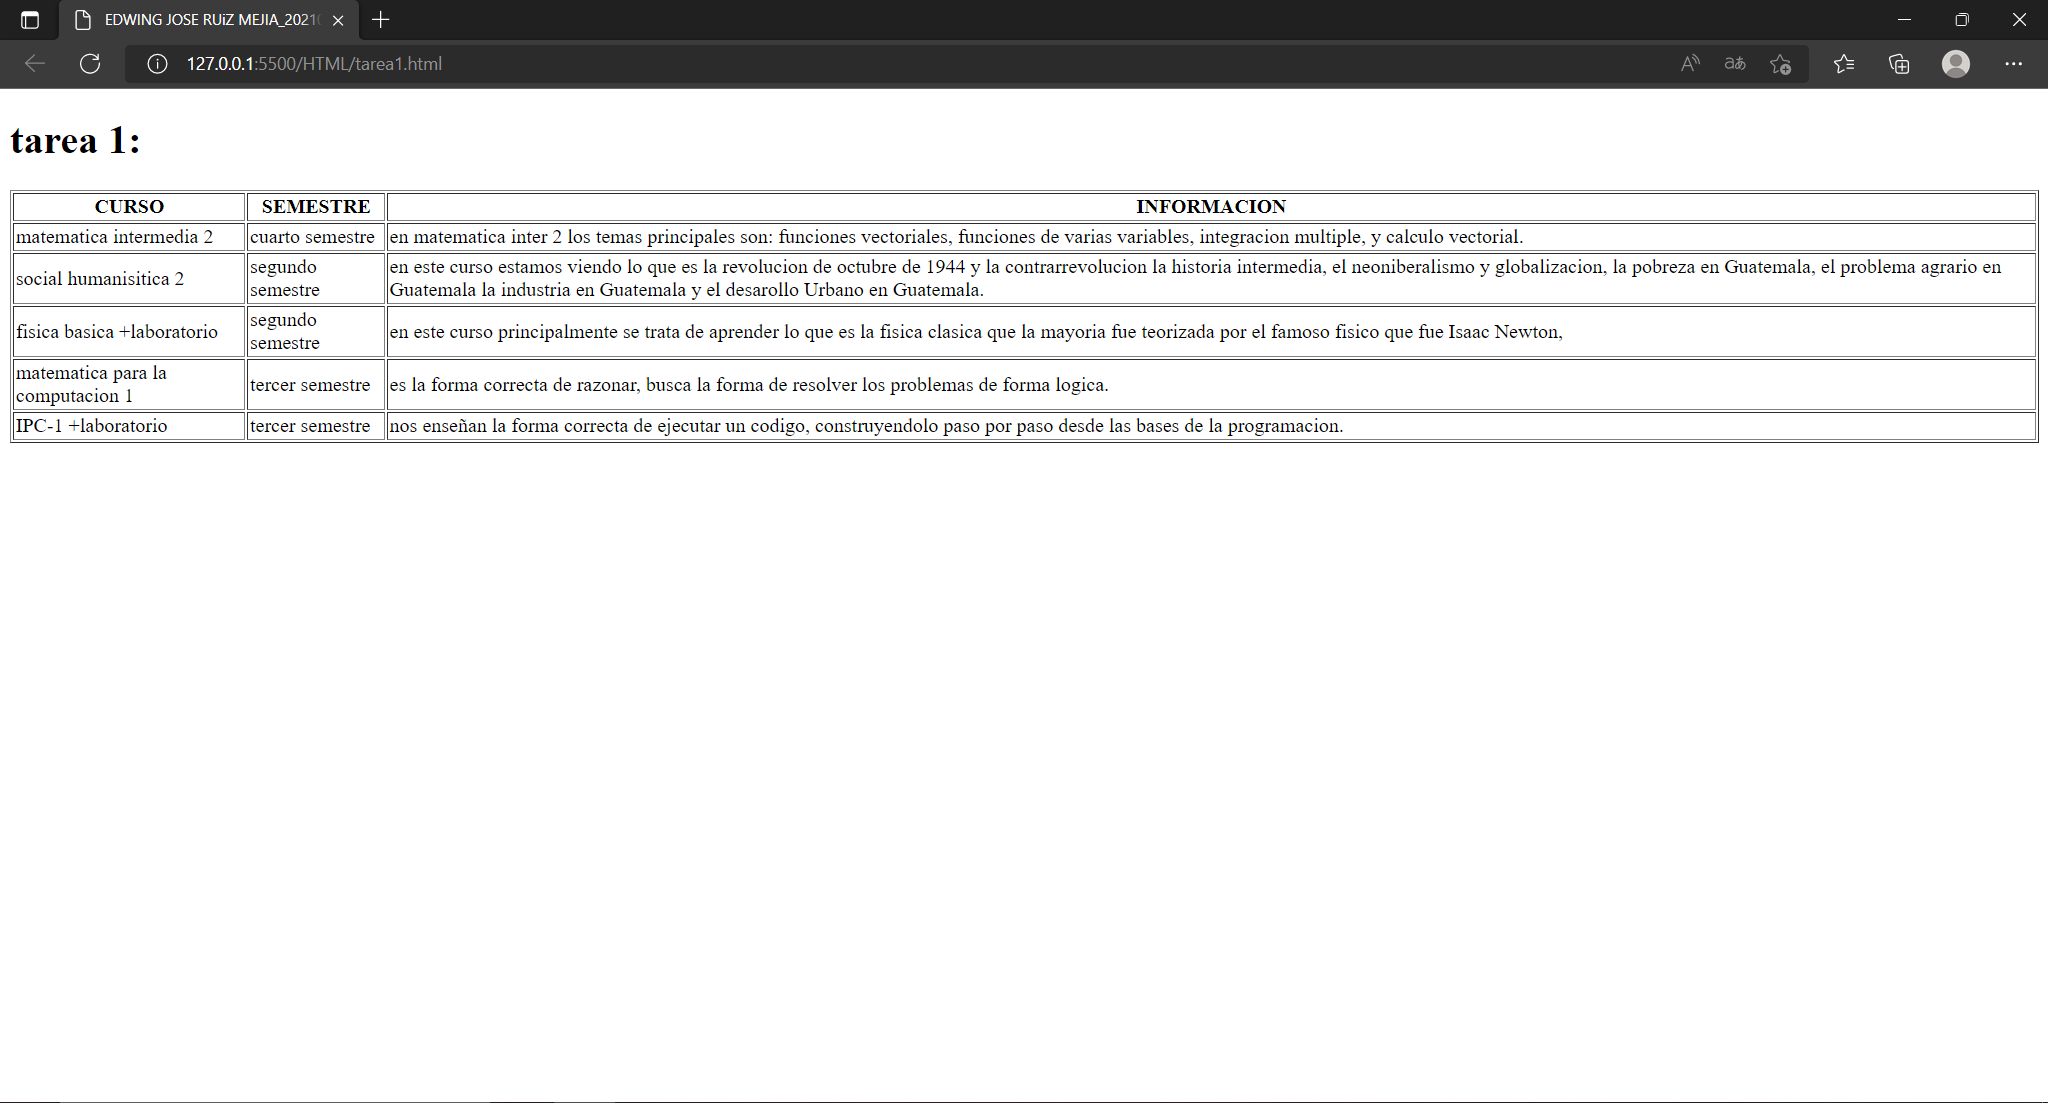 EDWING JOSE RUiZ MEJIA_2021
127.0.0.1:5500/HTML/tarea1.html
tarea 1:
CURSO SEMESTRE INFORMACION
matematica intermedia 2 cuarto semestre en matematica inter 2 los temas principales son: funciones vectoriales, funciones de varias variables, integracion multiple, y calculo vectorial.
social humanisitica 2 segundo semestre en este curso estamos viendo lo que es la revolucion de octubre de 1944 y la contrarrevolucion la historia intermedia, el neoniberalismo y globalizacion, la pobreza en Guatemala, el problema agrario en
Guatemala la industria en Guatemala y el desarollo Urbano en Guatemala.
fisica basica +laboratorio segundo semestre en este curso principalmente se trata de aprender lo que es la fisica clasica que la mayoria fue teorizada por el famoso fisico que fue Isaac Newton,
matematica para la computacion 1 tercer semestre es la forma correcta de razonar, busca la forma de resolver los problemas de forma logica.
IPC-1 +laboratorio tercer semestre nos enseñan la forma correcta de ejecutar un codigo, construyendolo paso por paso desde las bases de la programacion.